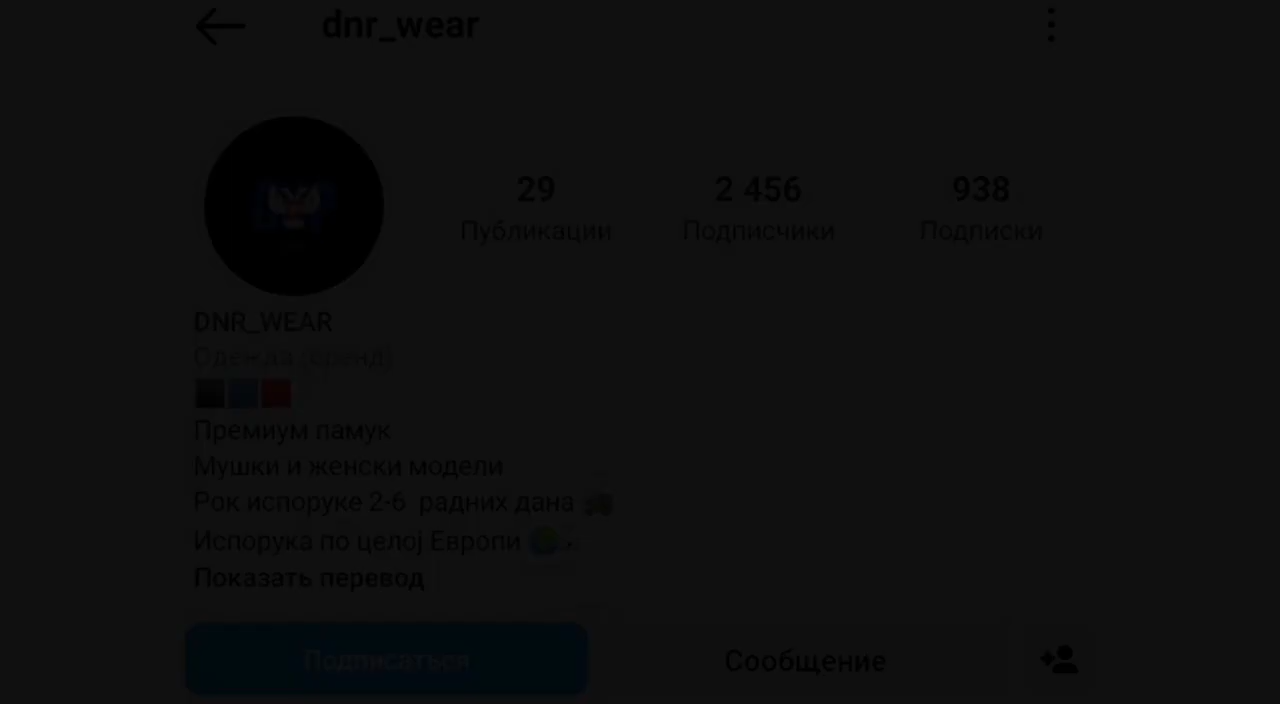 dnr_wear
29 2 456 938
Публикации Подписчики Подписки
DNR_WEAR
Одежда (бренд)
Премиум памук
Мушки и женски модели
Рок испоруке 2-6 радних дана
Испорука по целој Европи
Показать перевод
Подписаться Сообщение